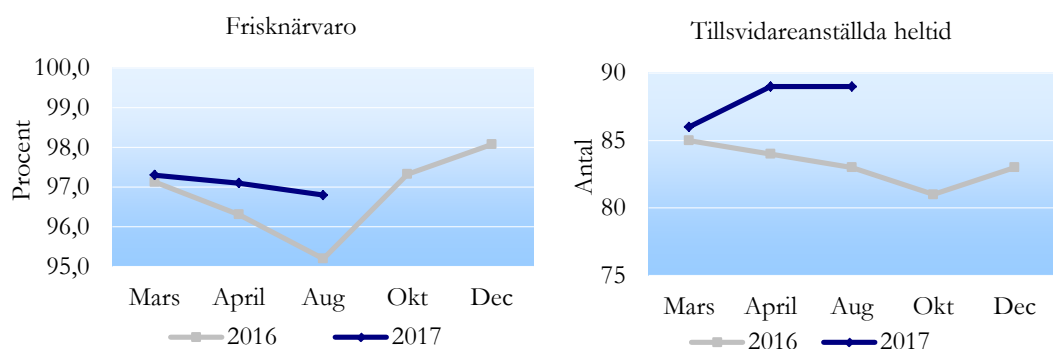 Frisknärvaro
100,0
99,0
98,0
97,0
96,0
95,0
Procent
Mars April Aug Okt Dec
2016 2017
Tillsvidareanställda heltid
90
85
80
75
Antal
Mars April Aug Okt Dec
2016 2017